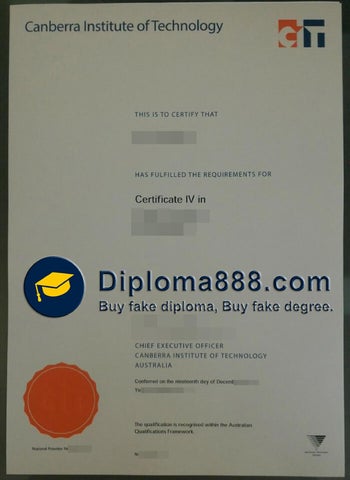 Canberra Institute of Technology
CIT
THIS IS TO CERTIFY THAT
HAS FULFILLED THE REQUIREMENTS FOR
Certificate IV in
Diploma888.com
Buy fake diploma, Buy fake degree.
CHIEF EXECUTIVE OFFICER
CANBERRA INSTITUTE OF TECHNOLOGY
AUSTRALIA
Conferred on the nineteenth day of
The qualification is recognised within the Australian
Qualifications Framework
National Provider